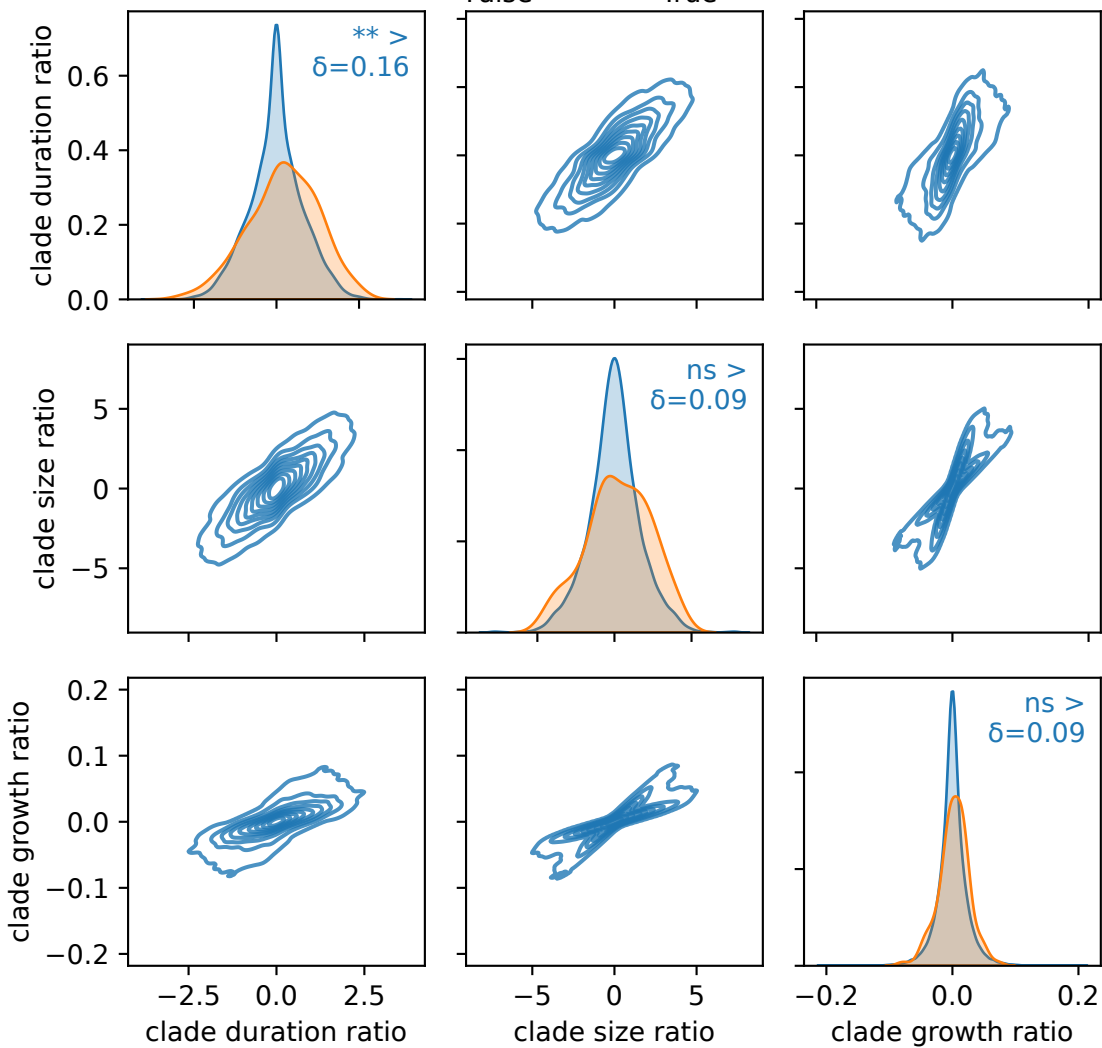 False True
clade duration ratio
0.6
0.4
0.2
0.0
** >
δ=0.16
clade size ratio
5
0
−5
ns >
δ=0.09
clade growth ratio
0.2
0.1
0.0
−0.1
−0.2
ns >
δ=0.09
−2.5 0.0 2.5
−5 0 5
−0.2 0.0 0.2
clade duration ratio
clade size ratio
clade growth ratio